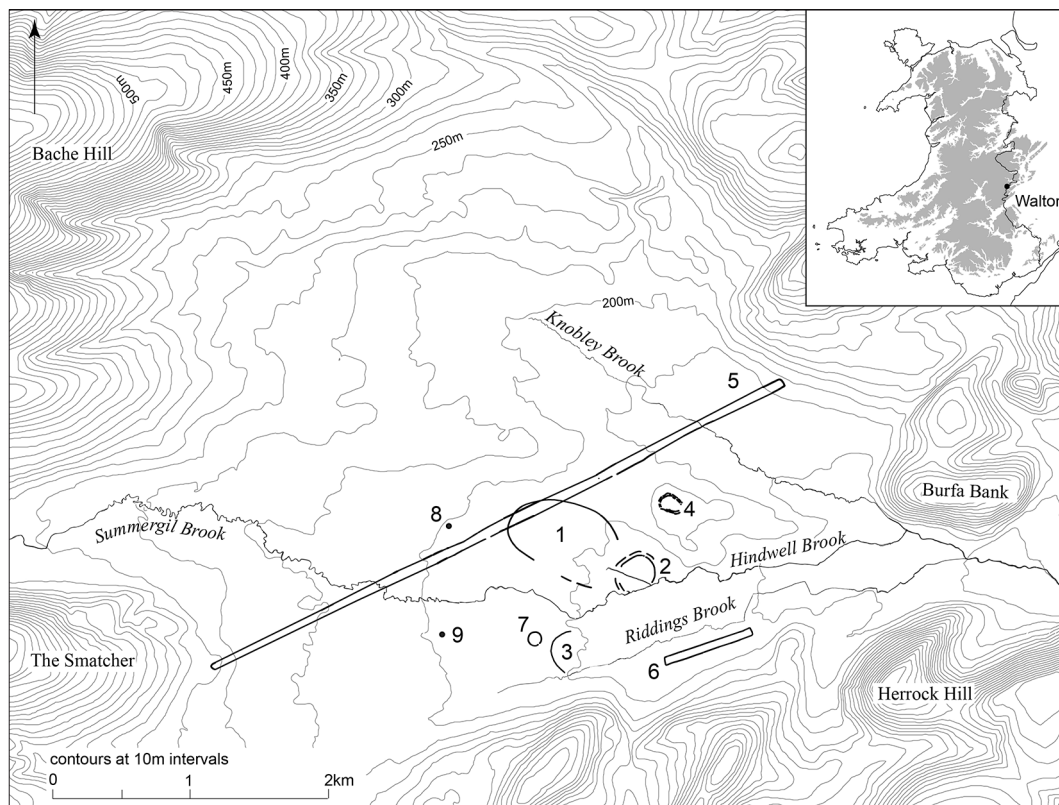 500m
450m
400m
350m
300m
Bache Hill
250m
Walton
200m
Knobley Brook
5
Burfa Bank
4
8
1
Summergil Brook
2
Hindwell Brook
7
9
3
Riddings Brook
6
The Smatcher
Herrock Hill
contours at 10m intervals
0
1
2km